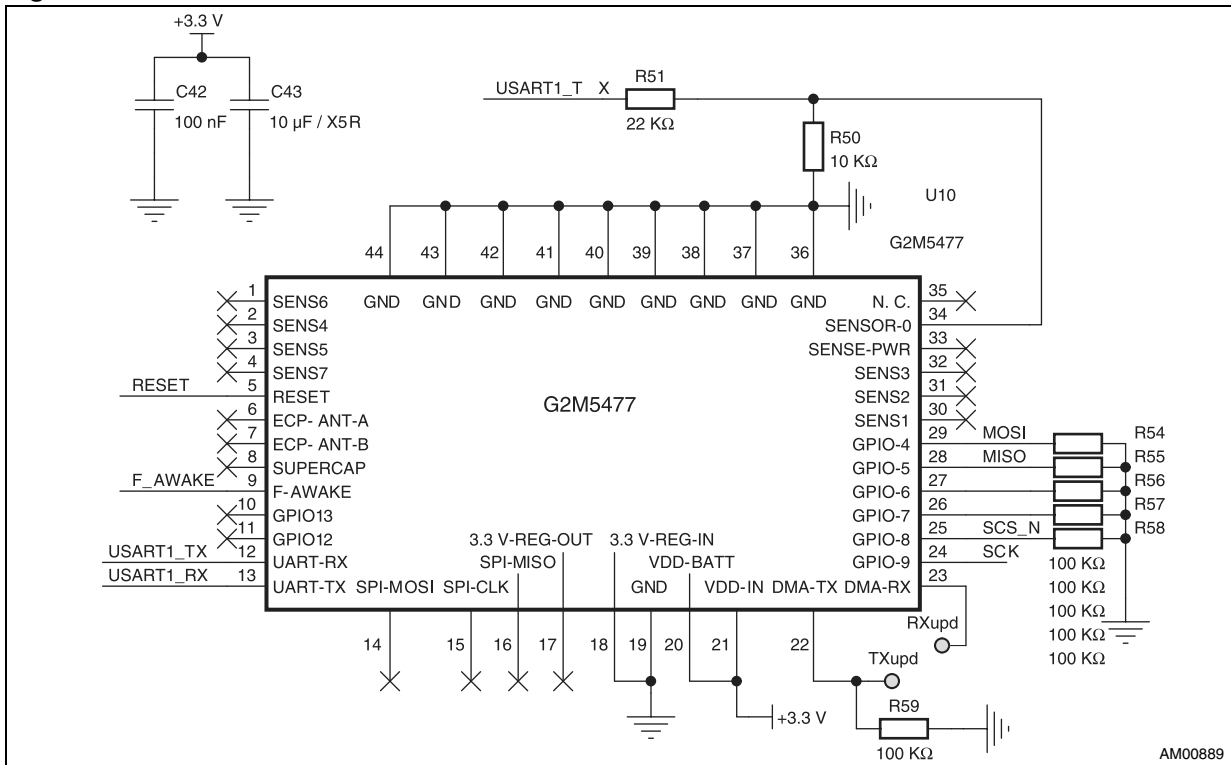 +3.3 V
C42
100 nF
C43
10 µF / X5R
USART1_T X
R51
22 KΩ
R50
10 KΩ
U10
G2M5477
44 43 42 41 40 39 38 37 36
GND GND GND GND GND GND GND GND GND
1 SENS6
2 SENS4
3 SENS5
4 SENS7
RESET 5 RESET
6 ECP- ANT-A
7 ECP- ANT-B
8 SUPERCAP
F_AWAKE 9 F-AWAKE
10 GPIO13
11 GPIO12
USART1_TX 12 UART-RX
USART1_RX 13 UART-TX
G2M5477
N. C. 35
SENSOR-0 34
SENSE-PWR 33
SENS3 32
SENS2 31
SENS1 30
GPIO-4 29 MOSI R54
GPIO-5 28 MISO R55
GPIO-6 27 R56
GPIO-7 26 R57
GPIO-8 25 SCS_N R58
GPIO-9 24 SCK
100 KΩ
100 KΩ
100 KΩ
100 KΩ
100 KΩ
3.3 V-REG-OUT 3.3 V-REG-IN
SPI-MISO VDD-BATT
SPI-MOSI SPI-CLK GND VDD-IN DMA-TX DMA-RX 23
14 15 16 17 18 19 20 21 22
RXupd
TXupd
+3.3 V
R59
100 KΩ
AM00889